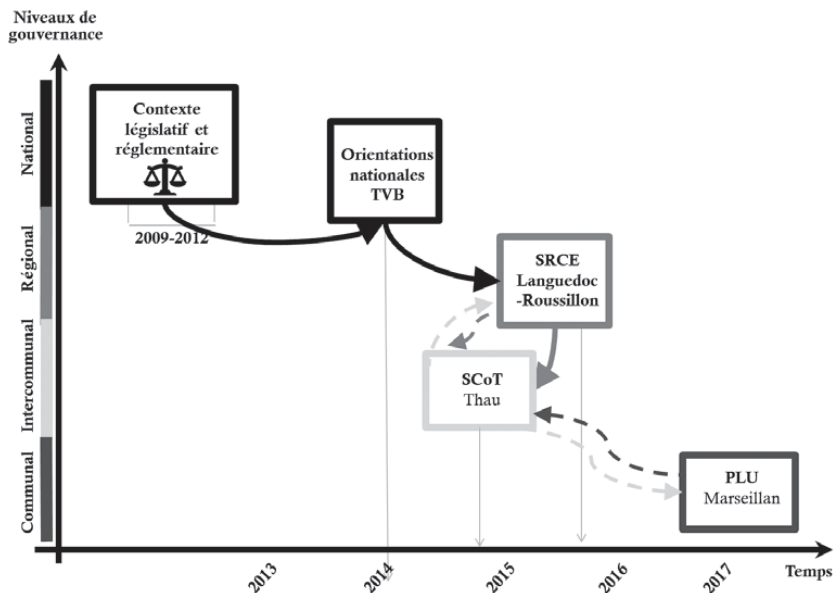 Niveaux de
gouvernance
National
Régional
Intercommunal
Communal
Contexte
législatif et
réglementaire
2009-2012
Orientations
nationales
TVB
SRCE
Languedoc
-Roussillon
SCoT
Thau
PLU
Marseillan
2013
2014
2015
2016
2017
Temps